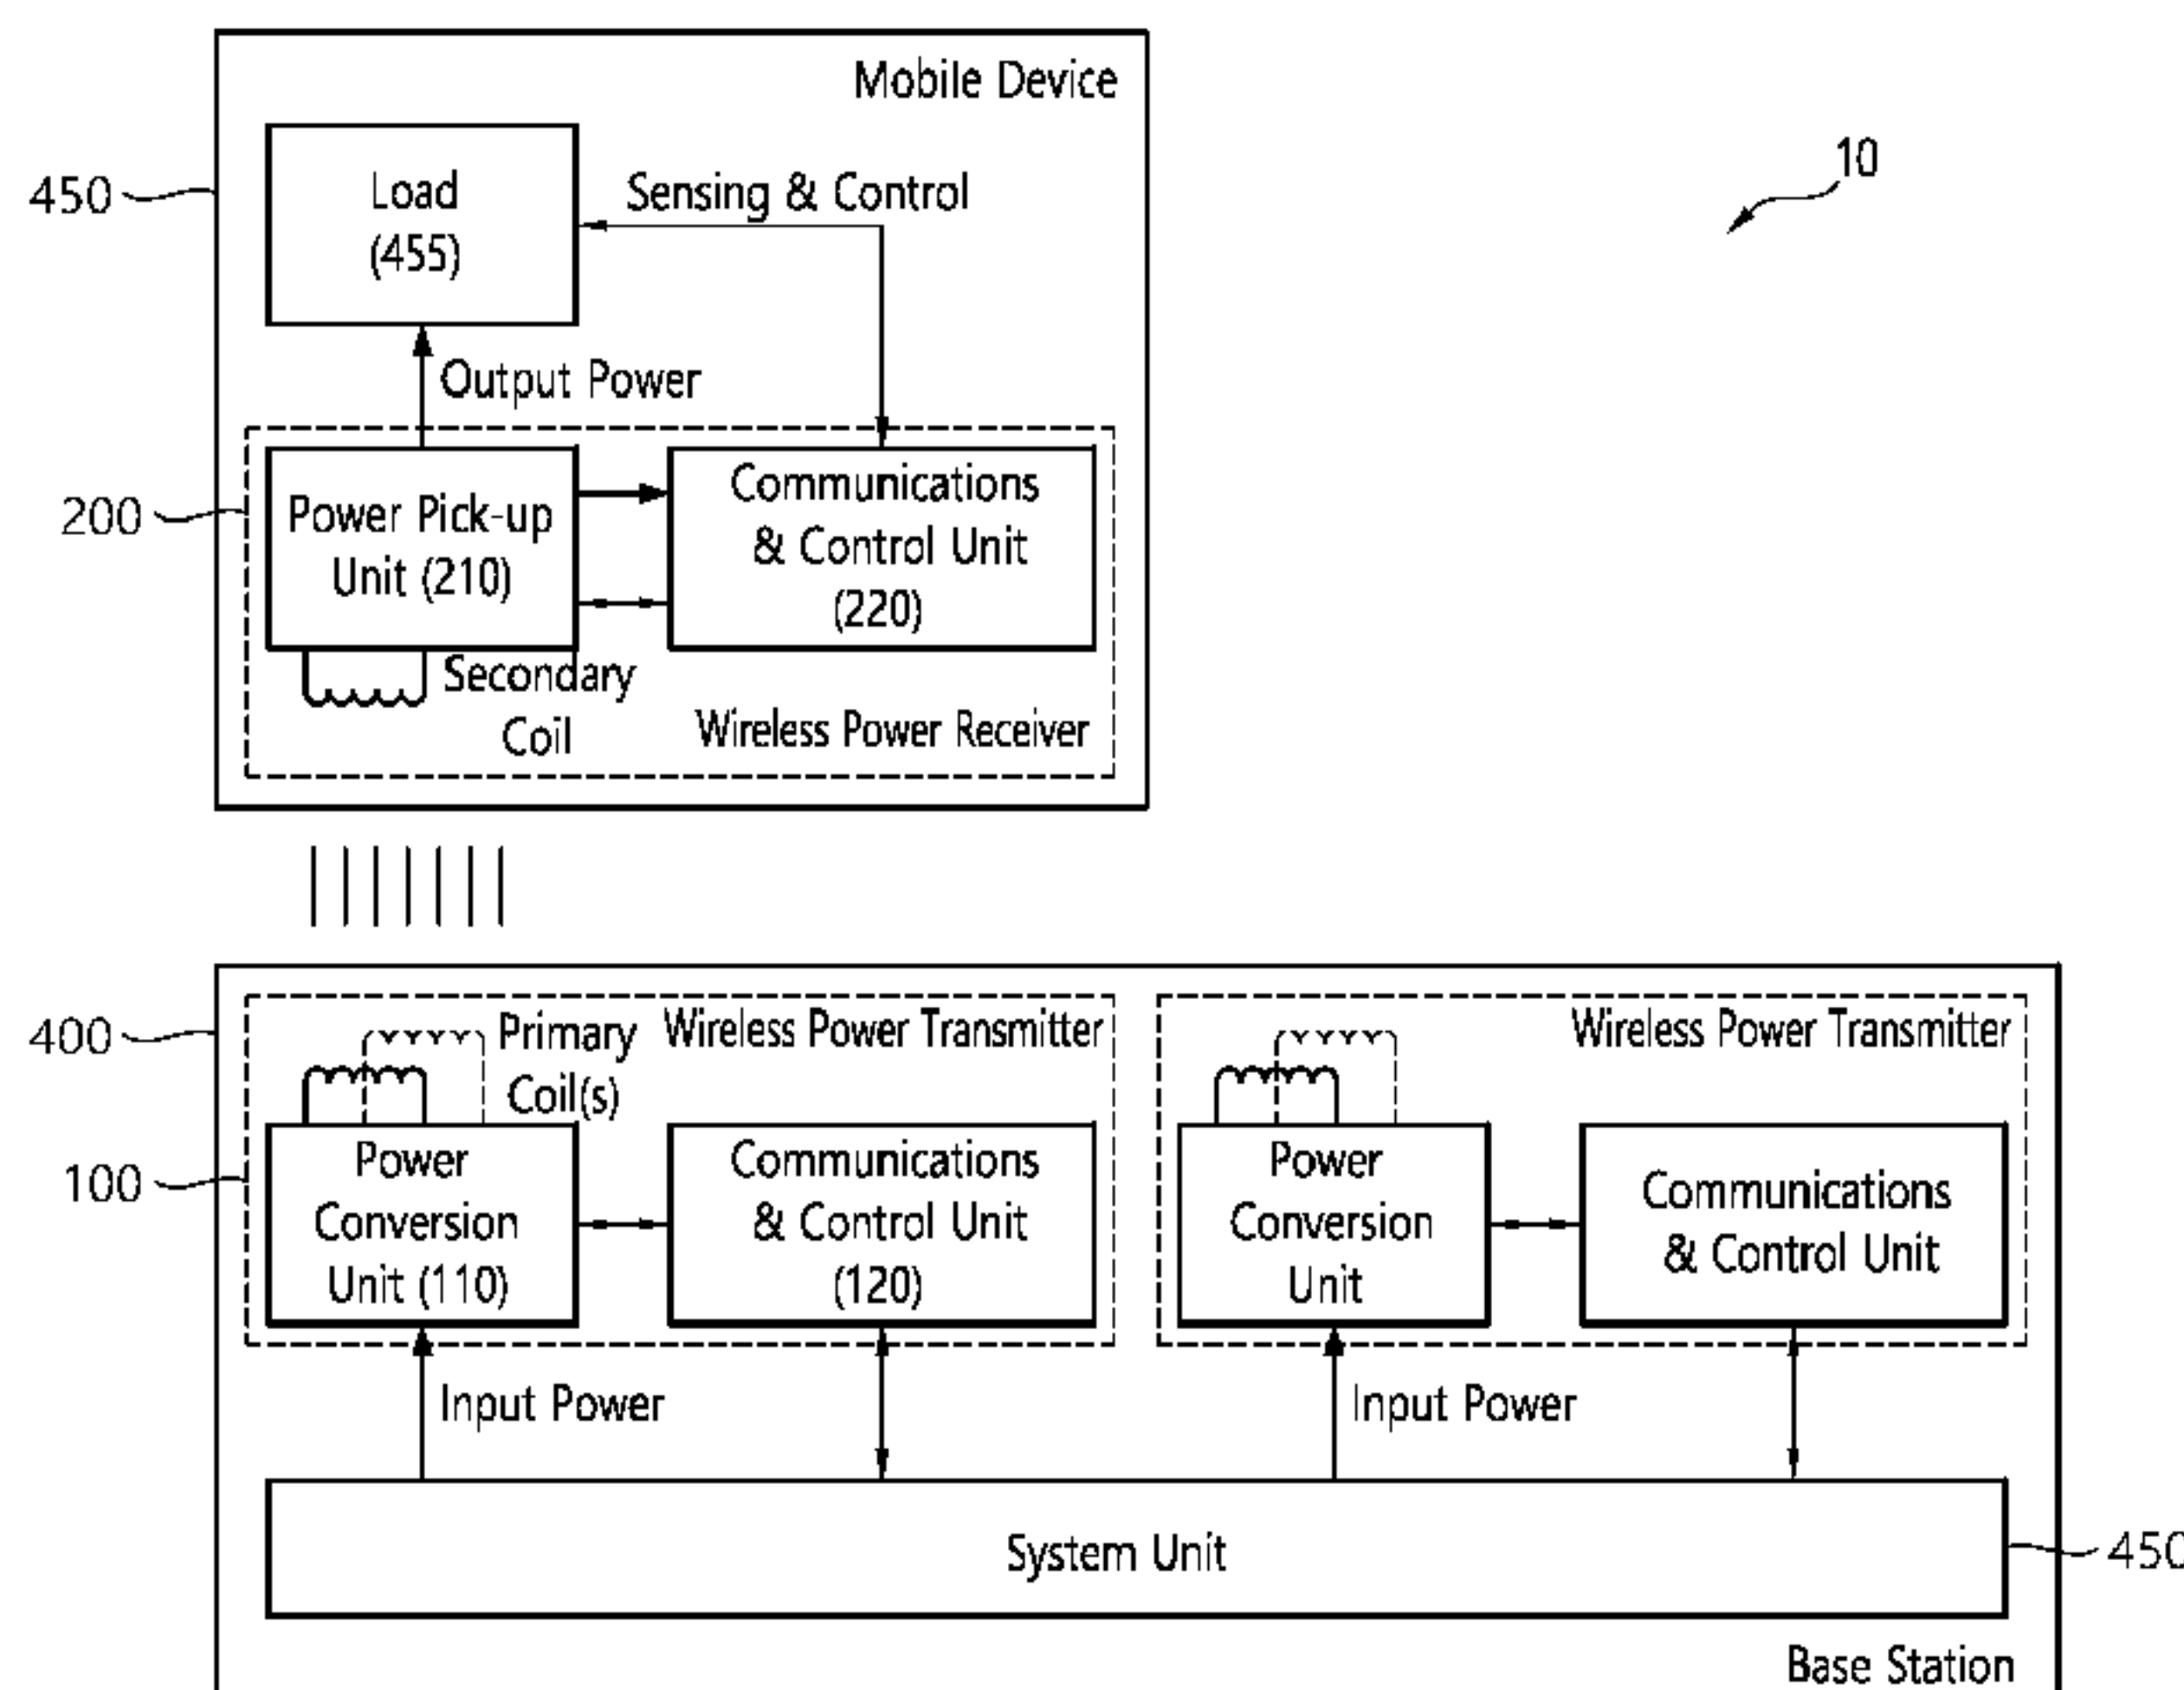 Mobile Device
10
450
Load
(455)
Sensing & Control
Output Power
200
Power Pick-up
Unit (210)
Communications
& Control Unit
(220)
Secondary
Coil
Wireless Power Receiver
400
Primary
Coil(s)
Wireless Power Transmitter
Wireless Power Transmitter
100
Power
Conversion
Unit (110)
Communications
& Control Unit
(120)
Power
Conversion
Unit
Communications
& Control Unit
Input Power
Input Power
System Unit
450
Base Station